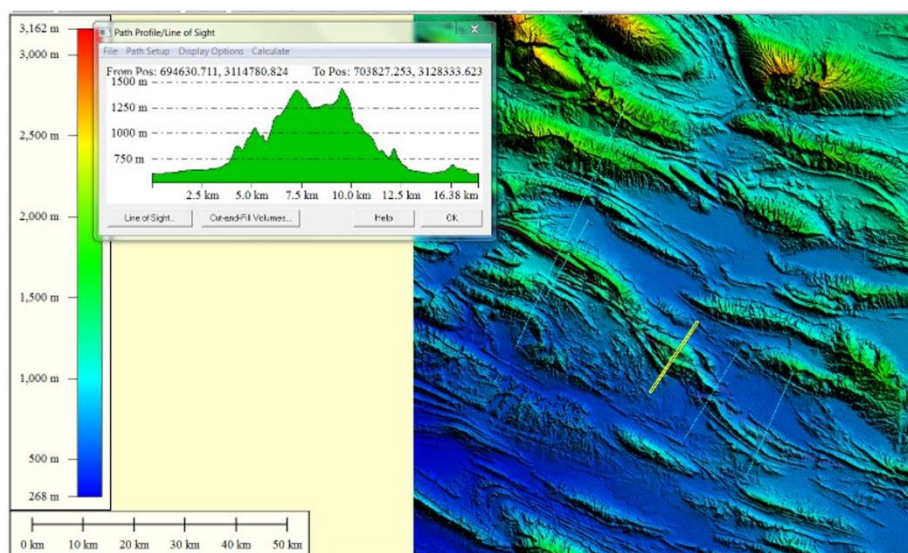 3,162 m
3,000 m
2,500 m
2,000 m
1,500 m
1,000 m
500 m
268 m
Path Profile/Line of Sight
File Path Setup Display Options Calculate
From Pos: 694630.711, 3114780.824 To Pos: 703827.253, 3128333.623
1500 m
1250 m
1000 m
750 m
2.5 km 5.0 km 7.5 km 10.0 km 12.5 km 16.38 km
Line of Sight... Cut-and-Fill Volumes... Help OK
0 km 10 km 20 km 30 km 40 km 50 km